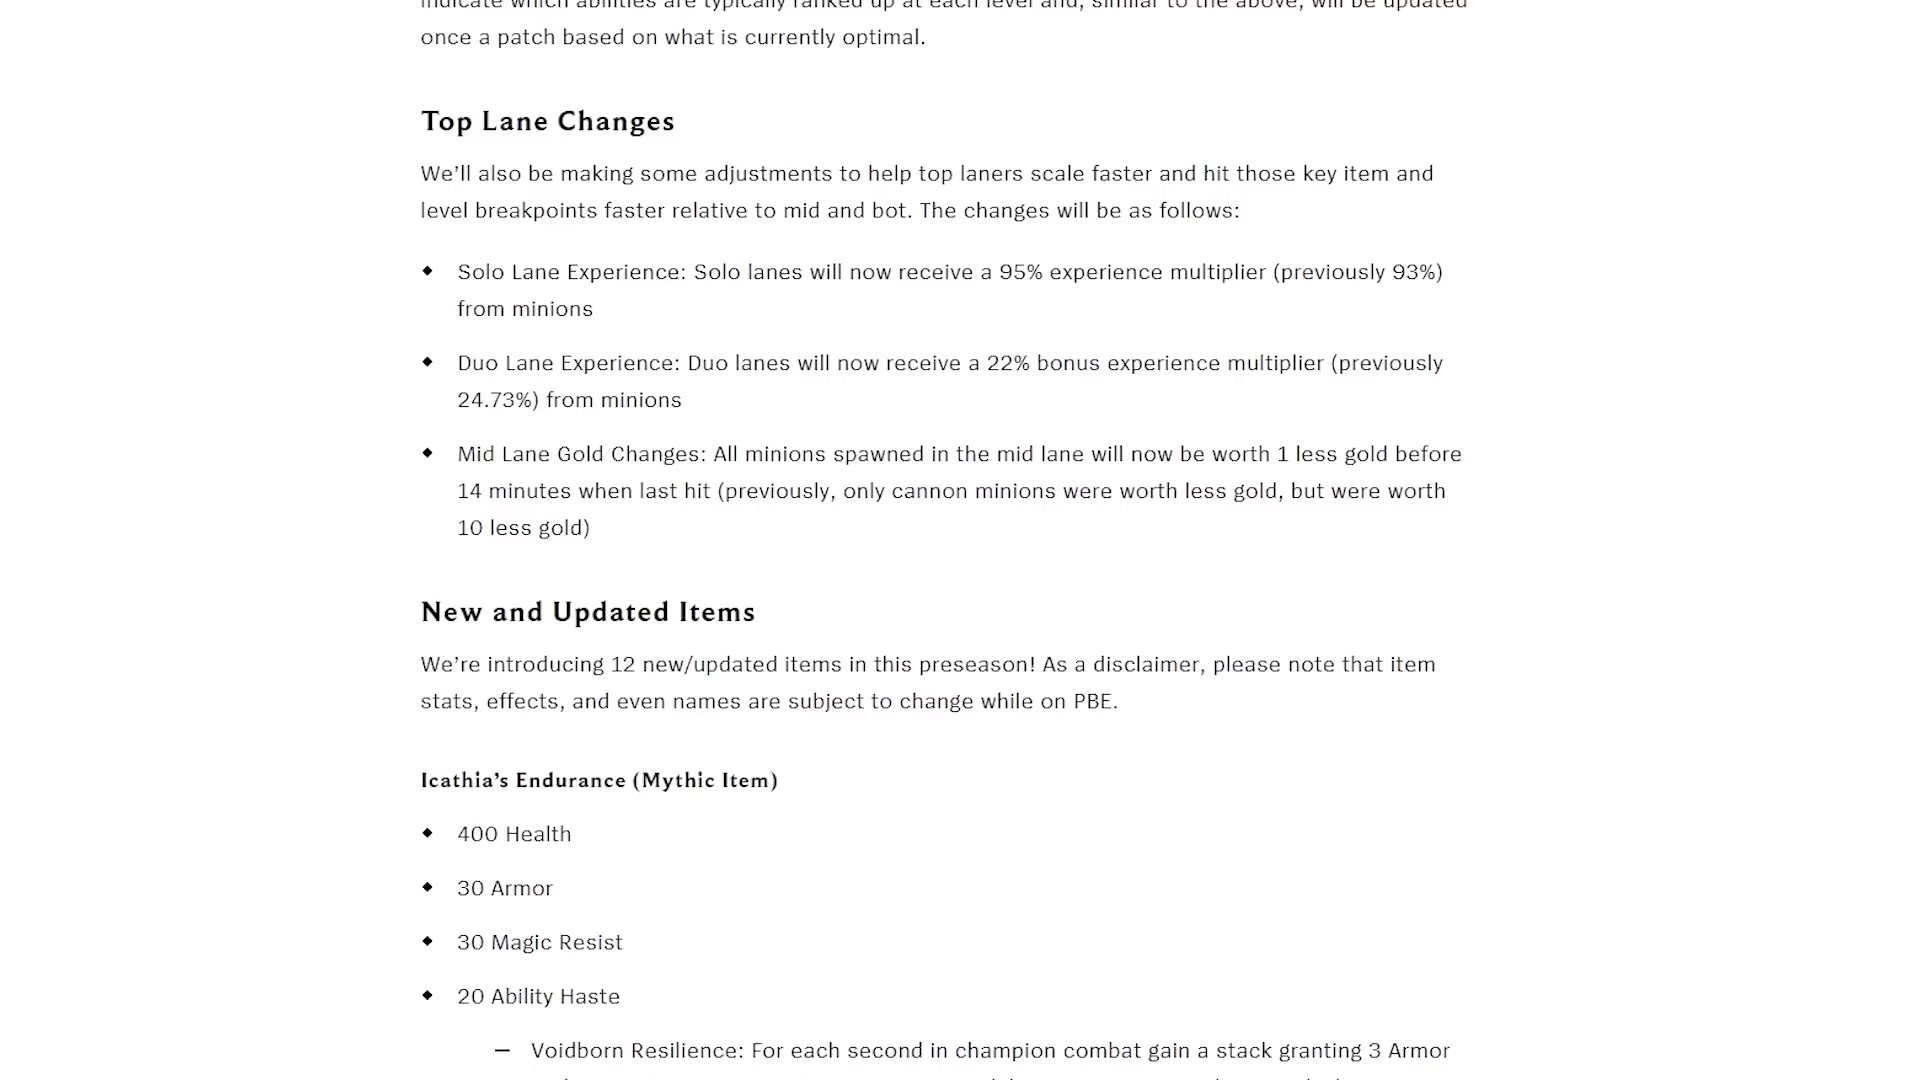 indicate which abilities are typically ranked up at each level and, similar to the above, will be updated
once a patch based on what is currently optimal.
Top Lane Changes
We’ll also be making some adjustments to help top laners scale faster and hit those key item and
level breakpoints faster relative to mid and bot. The changes will be as follows:
Solo Lane Experience: Solo lanes will now receive a 95% experience multiplier (previously 93%)
from minions
Duo Lane Experience: Duo lanes will now receive a 22% bonus experience multiplier (previously
24.73%) from minions
Mid Lane Gold Changes: All minions spawned in the mid lane will now be worth 1 less gold before
14 minutes when last hit (previously, only cannon minions were worth less gold, but were worth
10 less gold)
New and Updated Items
We’re introducing 12 new/updated items in this preseason! As a disclaimer, please note that item
stats, effects, and even names are subject to change while on PBE.
Icathia’s Endurance (Mythic Item)
400 Health
30 Armor
30 Magic Resist
20 Ability Haste
— Voidborn Resilience: For each second in champion combat gain a stack granting 3 Armor